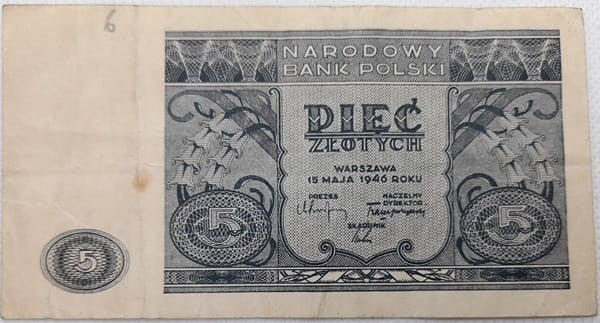 6
NARODOWY
BANK POLSKI
PIĘĆ
ZŁOTYCH
WARSZAWA
15 MAJA 1946 ROKU
PREZES
NACZELNY
DYREKTOR
SKARBNIK
5
5
5